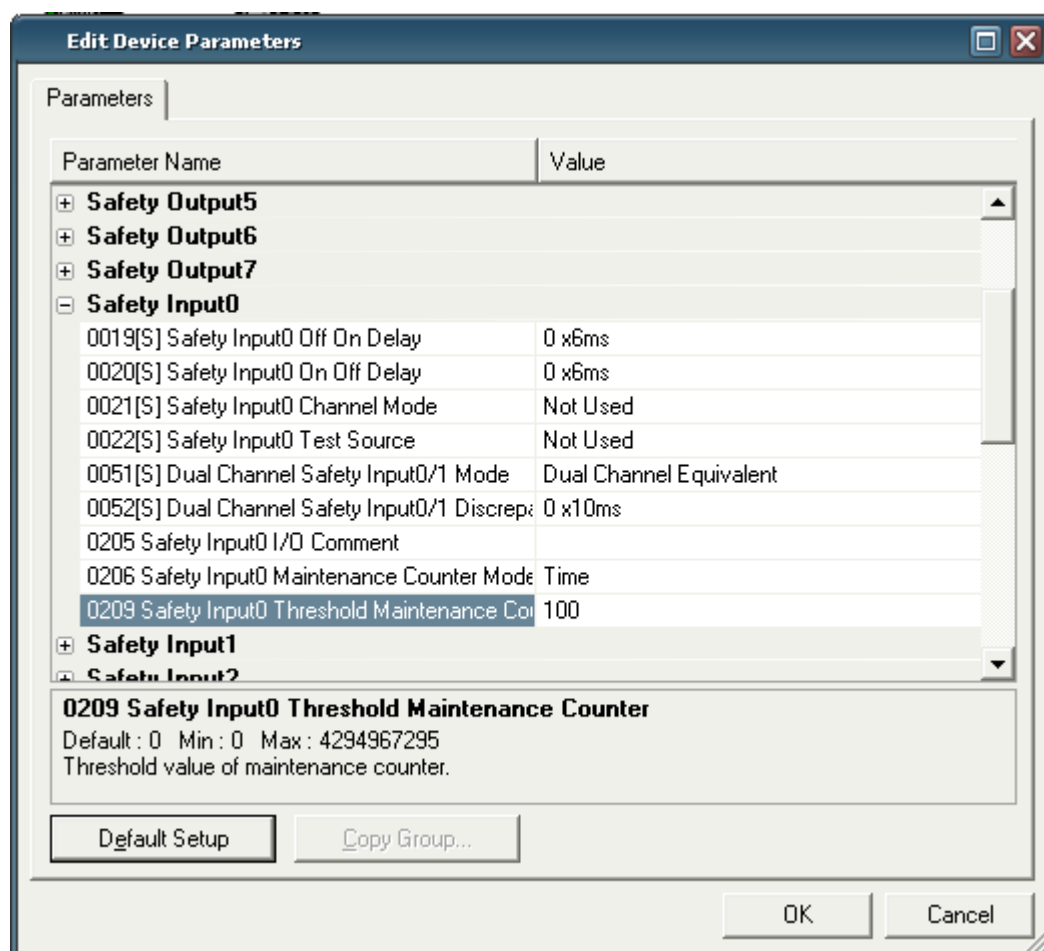 Edit Device Parameters
Parameters
Parameter Name Value
Safety Output5
Safety Output6
Safety Output7
Safety Input0
0019[S] Safety Input0 Off On Delay 0 x6ms
0020[S] Safety Input0 On Off Delay 0 x6ms
0021[S] Safety Input0 Channel Mode Not Used
0022[S] Safety Input0 Test Source Not Used
0051[S] Dual Channel Safety Input0/1 Mode Dual Channel Equivalent
0052[S] Dual Channel Safety Input0/1 Discrepa 0 x10ms
0205 Safety Input0 I/O Comment
0206 Safety Input0 Maintenance Counter Mode Time
0209 Safety Input0 Threshold Maintenance Cou 100
Safety Input1
Safety Input2
0209 Safety Input0 Threshold Maintenance Counter
Default : 0 Min : 0 Max : 4294967295
Threshold value of maintenance counter.
Default Setup Copy Group...
OK Cancel